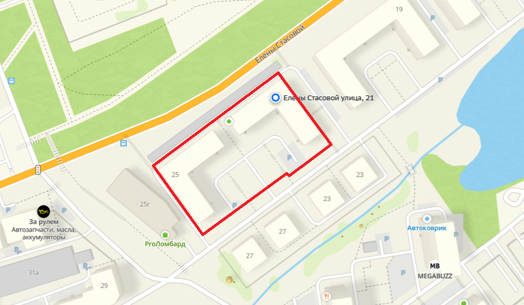 19
Елены Стасовой
Елены Стасовой улица, 21
25
23
23
25г
27
27
За рулем
Автозапчасти, масла,
аккумуляторы
ProЛомбард
Автоковрик
МВ
MEGABUZZ
31а
29